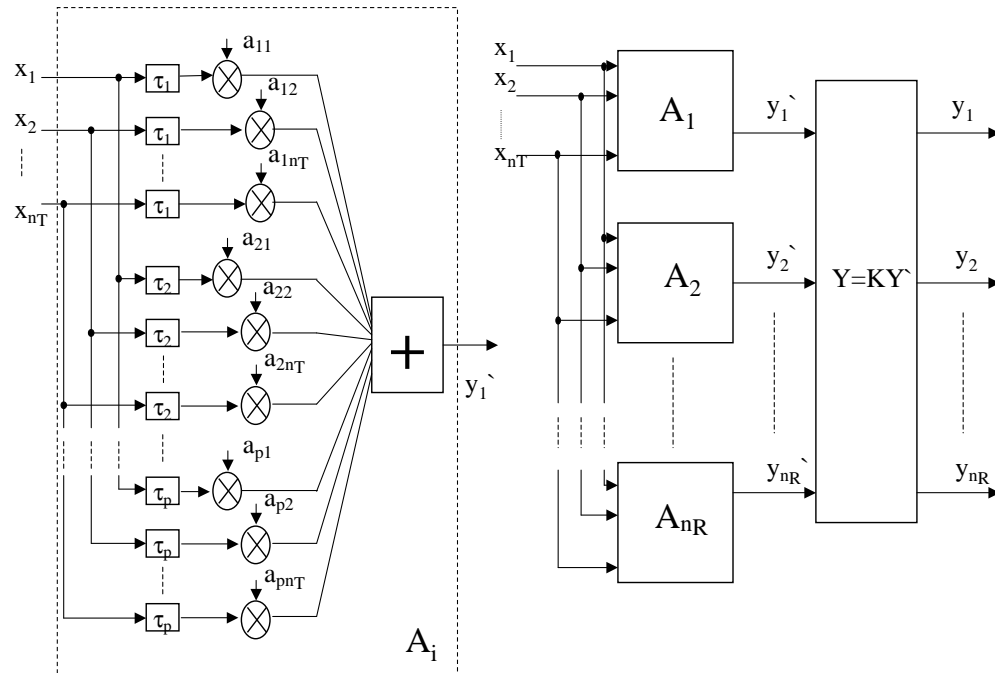 x₁
x₂
xₙT
τ₁
τ₁
τ₁
τ₂
τ₂
τ₂
τₚ
τₚ
τₚ
a₁₁
a₁₂
a₁ₙT
a₂₁
a₂₂
a₂ₙT
aₚ₁
aₚ₂
aₚₙT
+
y₁`
Aᵢ
x₁
x₂
xₙT
A₁
A₂
AₙR
y₁`
y₂`
yₙR`
Y=KY`
y₁
y₂
yₙR